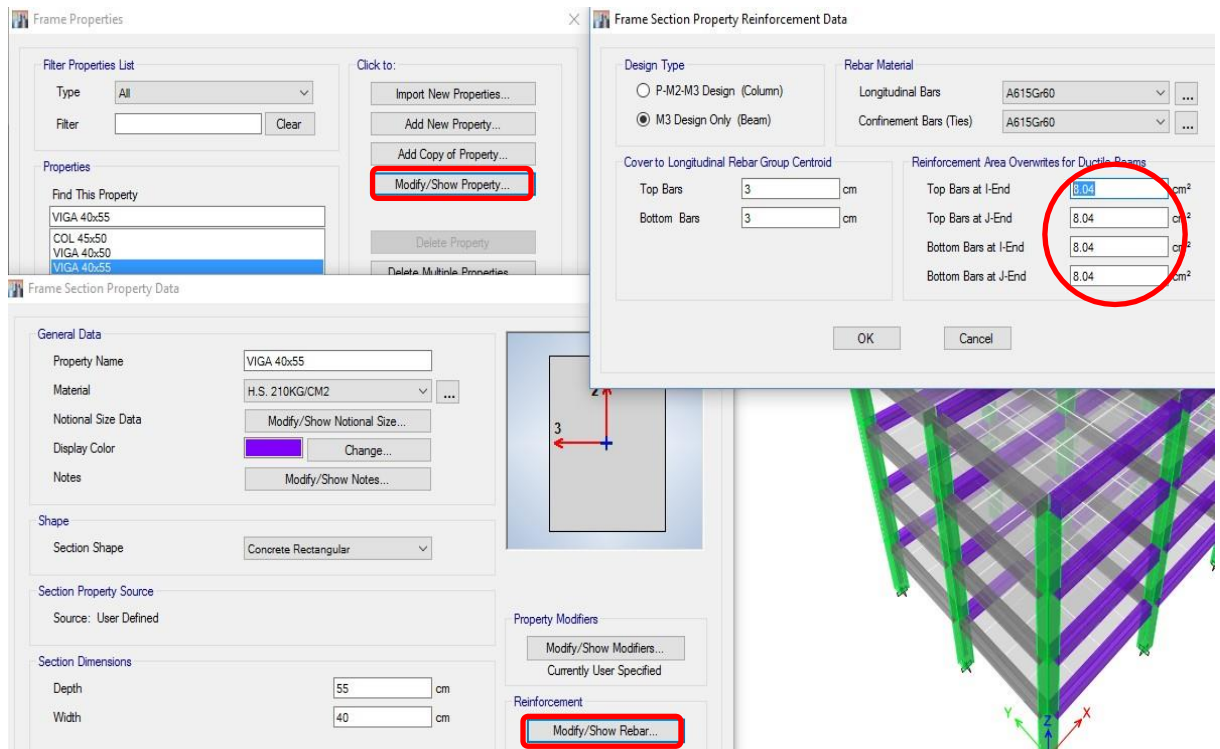 Frame Properties
Filter Properties List
Type All
Filter Clear
Properties
Find This Property
VIGA 40x55
COL 45x50
VIGA 40x50
VIGA 40x55
Click to:
Import New Properties...
Add New Property...
Add Copy of Property...
Modify/Show Property...
Delete Property
Delete Multiple Properties
Frame Section Property Reinforcement Data
Design Type
P-M2-M3 Design (Column)
M3 Design Only (Beam)
Rebar Material
Longitudinal Bars A615Gr60 ...
Confinement Bars (Ties) A615Gr60 ...
Cover to Longitudinal Rebar Group Centroid
Top Bars 3 cm
Bottom Bars 3 cm
Reinforcement Area Overwrites for Ductile Beams
Top Bars at I-End 8.04 cm²
Top Bars at J-End 8.04 cm²
Bottom Bars at I-End 8.04 cm²
Bottom Bars at J-End 8.04 cm²
OK Cancel
Frame Section Property Data
General Data
Property Name VIGA 40x55
Material H.S. 210KG/CM2 ...
Notional Size Data Modify/Show Notional Size...
Display Color Change...
Notes Modify/Show Notes...
Shape
Section Shape Concrete Rectangular
Section Property Source
Source: User Defined
Section Dimensions
Depth 55 cm
Width 40 cm
2
3
Property Modifiers
Modify/Show Modifiers...
Currently User Specified
Reinforcement
Modify/Show Rebar...
Y Z X